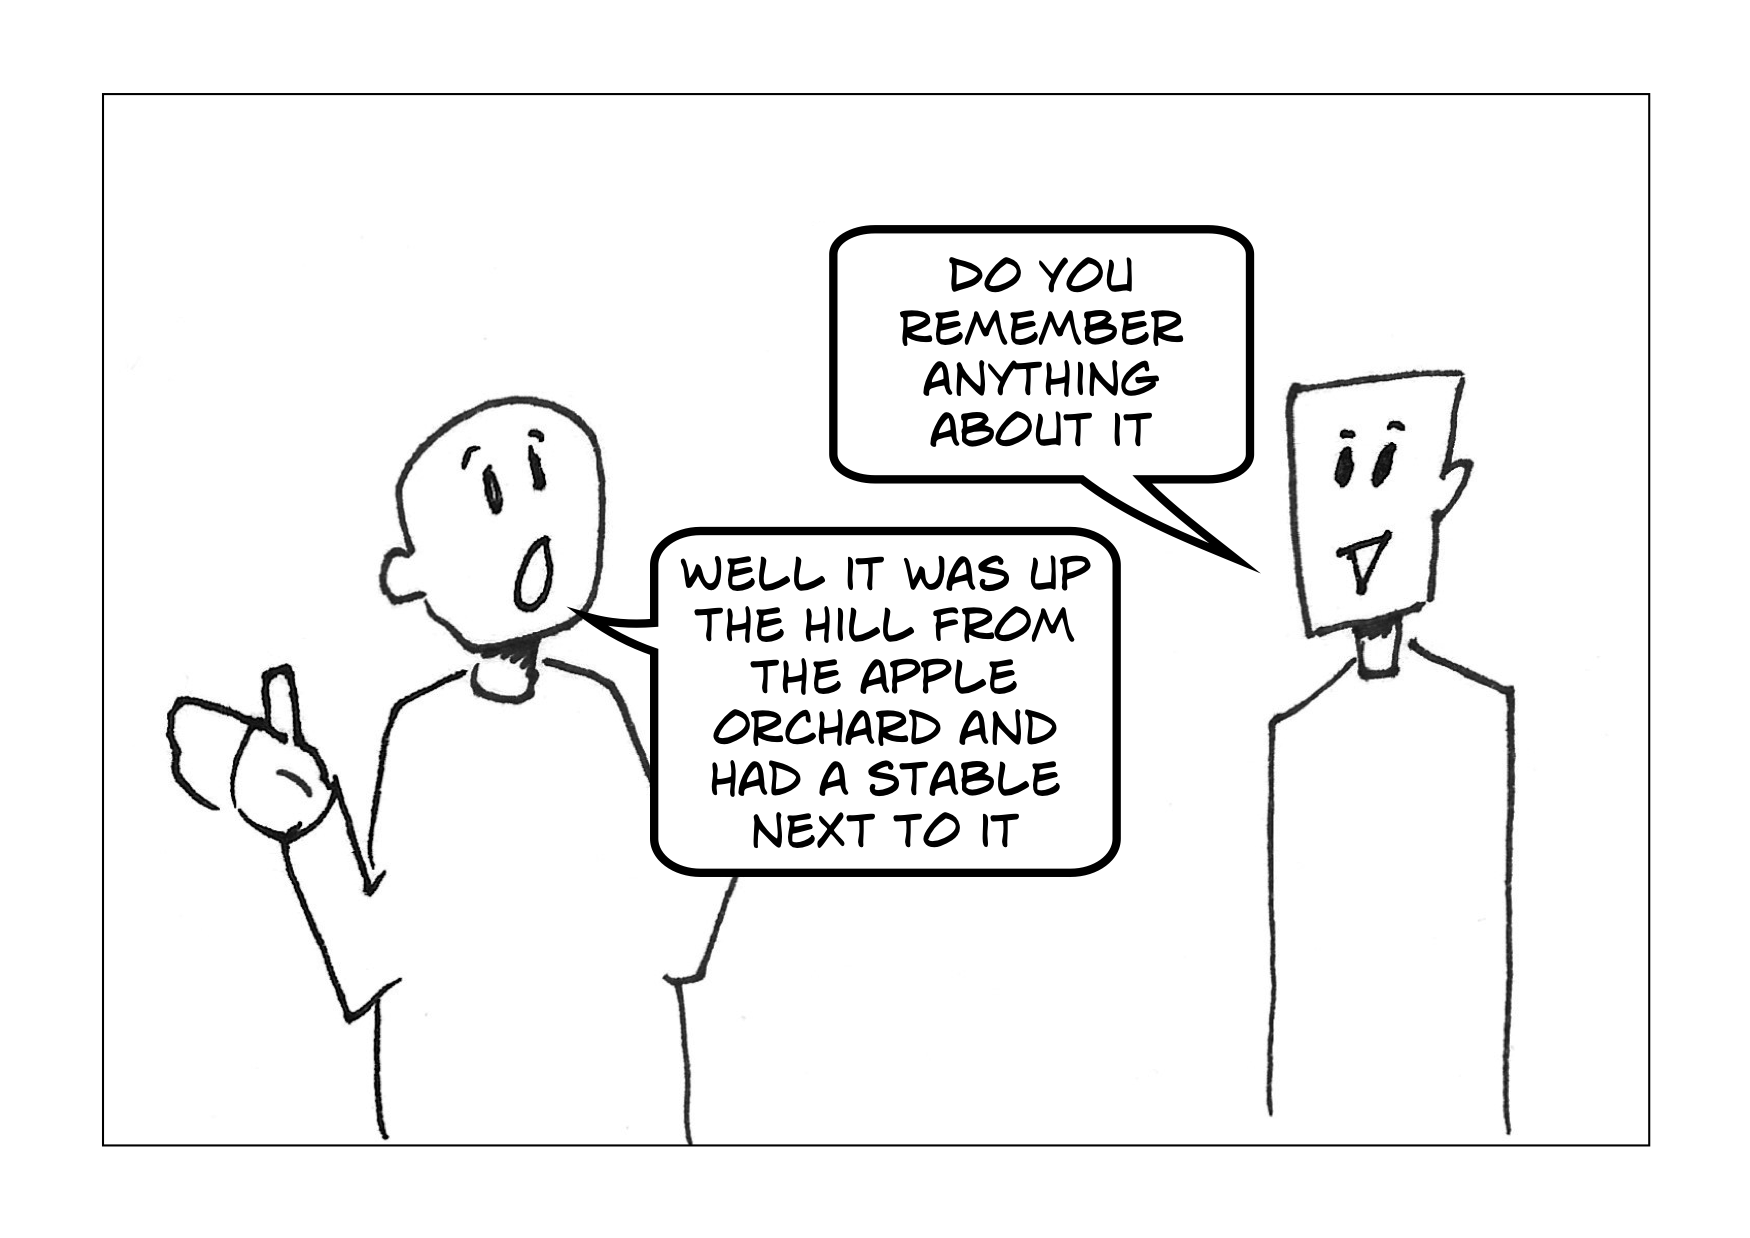 DO YOU
REMEMBER
ANYTHING
ABOUT IT
WELL IT WAS UP
THE HILL FROM
THE APPLE
ORCHARD AND
HAD A STABLE
NEXT TO IT